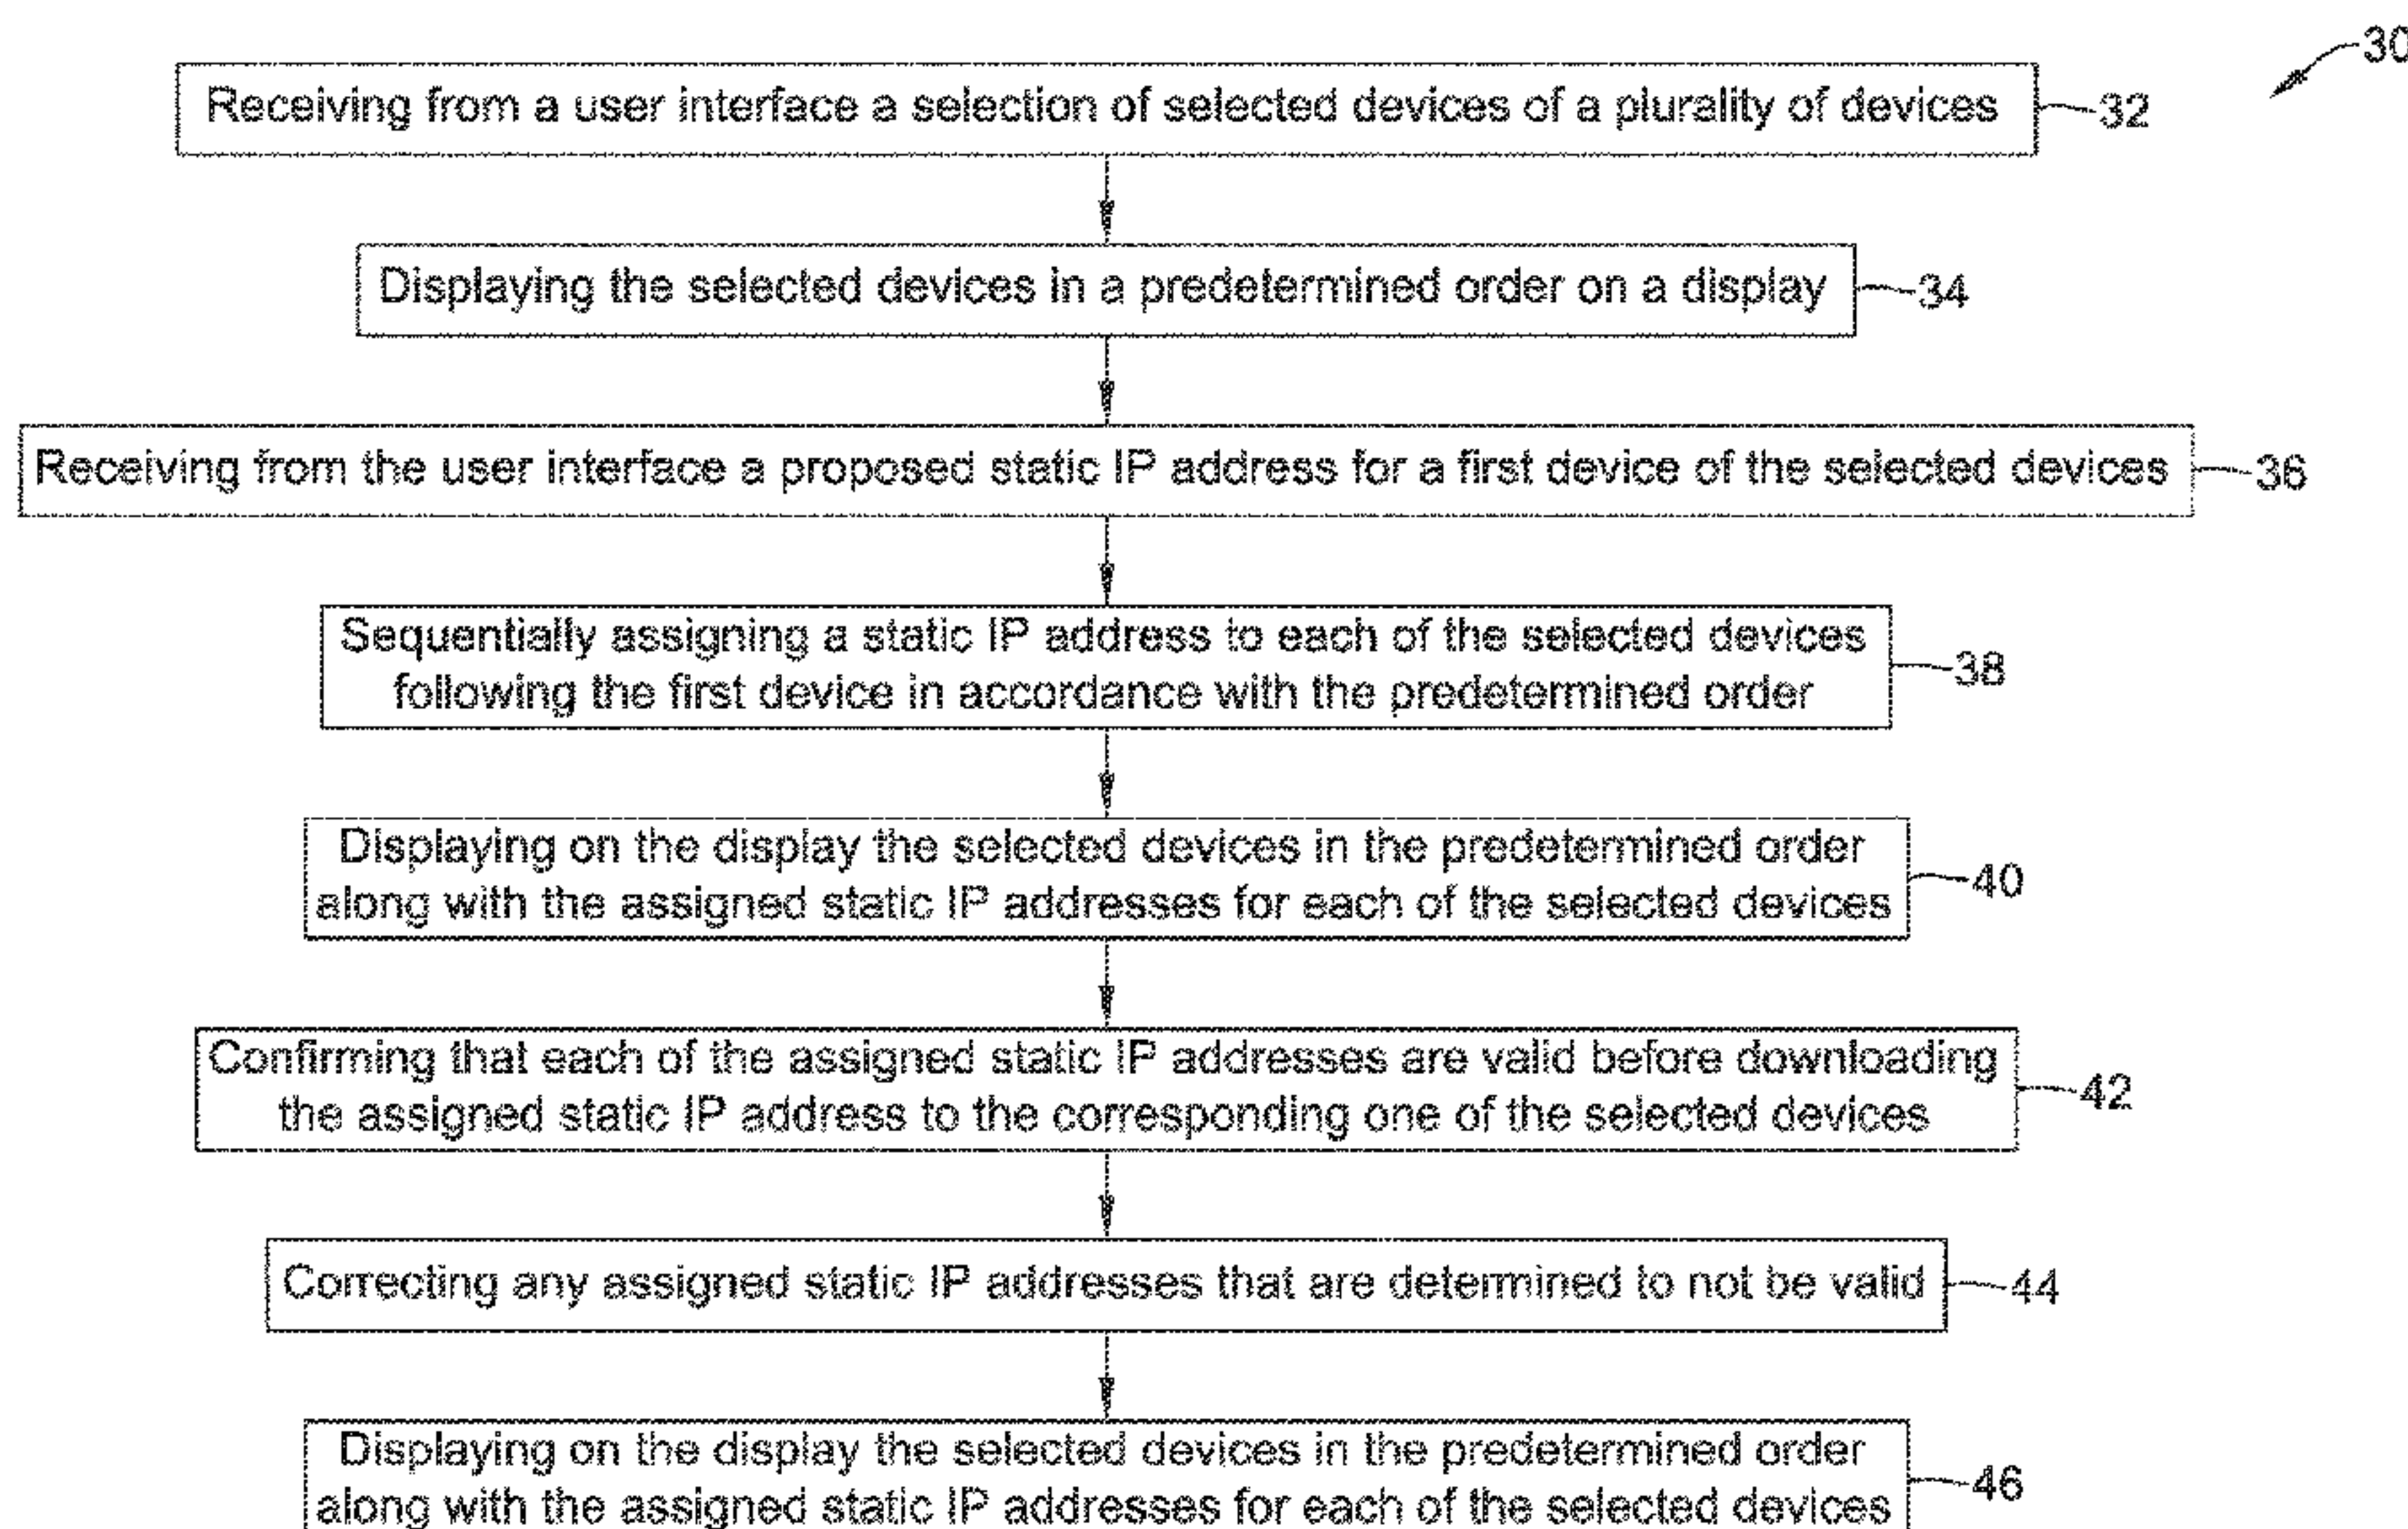 30
Receiving from a user interface a selection of selected devices of a plurality of devices
32
Displaying the selected devices in a predetermined order on a display
34
Receiving from the user interface a proposed static IP address for a first device of the selected devices
36
Sequentially assigning a static IP address to each of the selected devices
following the first device in accordance with the predetermined order
38
Displaying on the display the selected devices in the predetermined order
along with the assigned static IP addresses for each of the selected devices
40
Confirming that each of the assigned static IP addresses are valid before downloading
the assigned static IP address to the corresponding one of the selected devices
42
Correcting any assigned static IP addresses that are determined to not be valid
44
Displaying on the display the selected devices in the predetermined order
along with the assigned static IP addresses for each of the selected devices
46